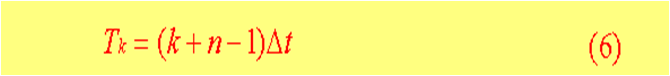 Tk = (k + n − 1)Δt (6)